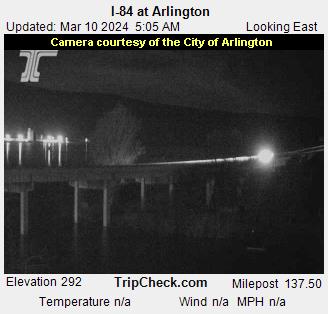 I-84 at Arlington
Updated: Mar 10 2024 5:05 AM Looking East
Camera courtesy of the City of Arlington
Elevation 292 TripCheck.com Milepost 137.50
Temperature n/a Wind n/a MPH n/a